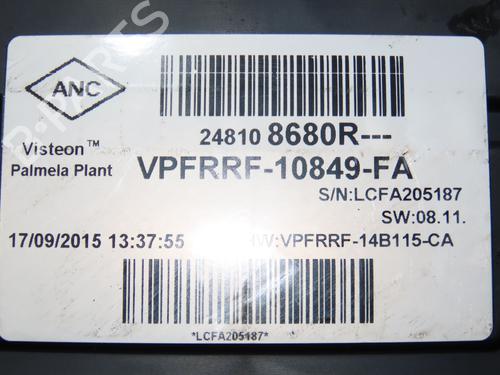 ANC
24810 8680R---
Visteon™
Palmela Plant
VPFRRF-10849-FA
S/N:LCFA205187
SW:08.11.
17/09/2015 13:37:55
HW:VPFRRF-14B115-CA
*LCFA205187*
B-PARTS